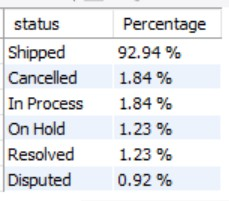 status Percentage
Shipped 92.94 %
Cancelled 1.84 %
In Process 1.84 %
On Hold 1.23 %
Resolved 1.23 %
Disputed 0.92 %